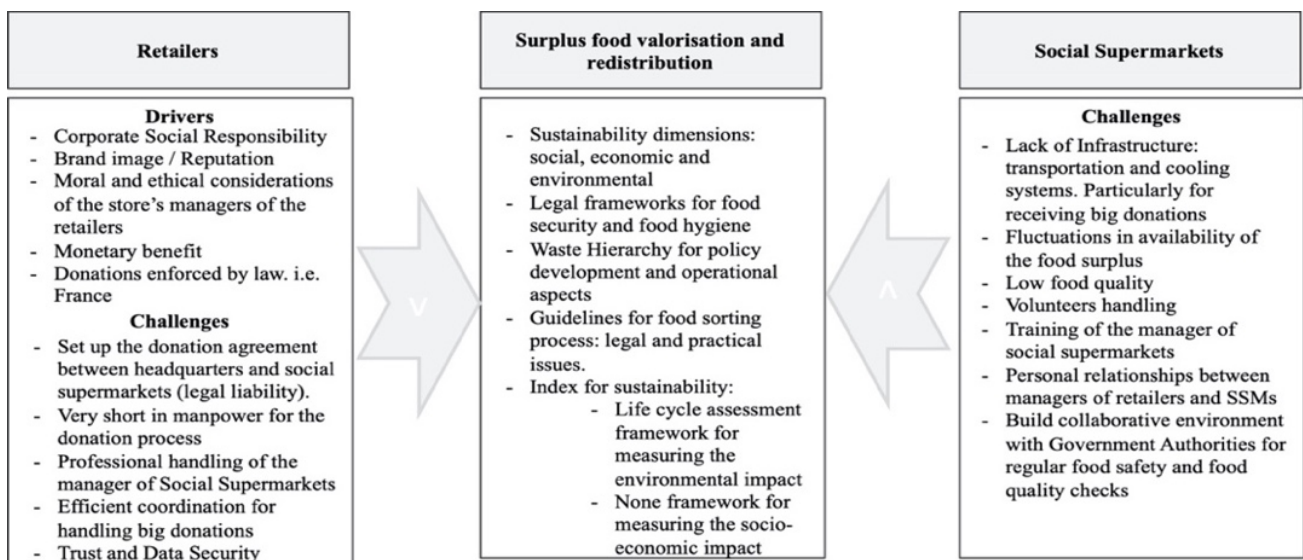 Retailers
Drivers
- Corporate Social Responsibility
- Brand image / Reputation
- Moral and ethical considerations
of the store's managers of the
retailers
- Monetary benefit
- Donations enforced by law. i.e.
France
Challenges
- Set up the donation agreement
between headquarters and social
supermarkets (legal liability).
- Very short in manpower for the
donation process
- Professional handling of the
manager of Social Supermarkets
- Efficient coordination for
handling big donations
- Trust and Data Security
V
Surplus food valorisation and
redistribution
- Sustainability dimensions:
social, economic and
environmental
- Legal frameworks for food
security and food hygiene
- Waste Hierarchy for policy
development and operational
aspects
- Guidelines for food sorting
process: legal and practical
issues.
- Index for sustainability:
- Life cycle assessment
framework for
measuring the
environmental impact
- None framework for
measuring the socio-
economic impact
Λ
Social Supermarkets
Challenges
- Lack of Infrastructure:
transportation and cooling
systems. Particularly for
receiving big donations
- Fluctuations in availability of
the food surplus
- Low food quality
- Volunteers handling
- Training of the manager of
social supermarkets
- Personal relationships between
managers of retailers and SSMs
- Build collaborative environment
with Government Authorities for
regular food safety and food
quality checks